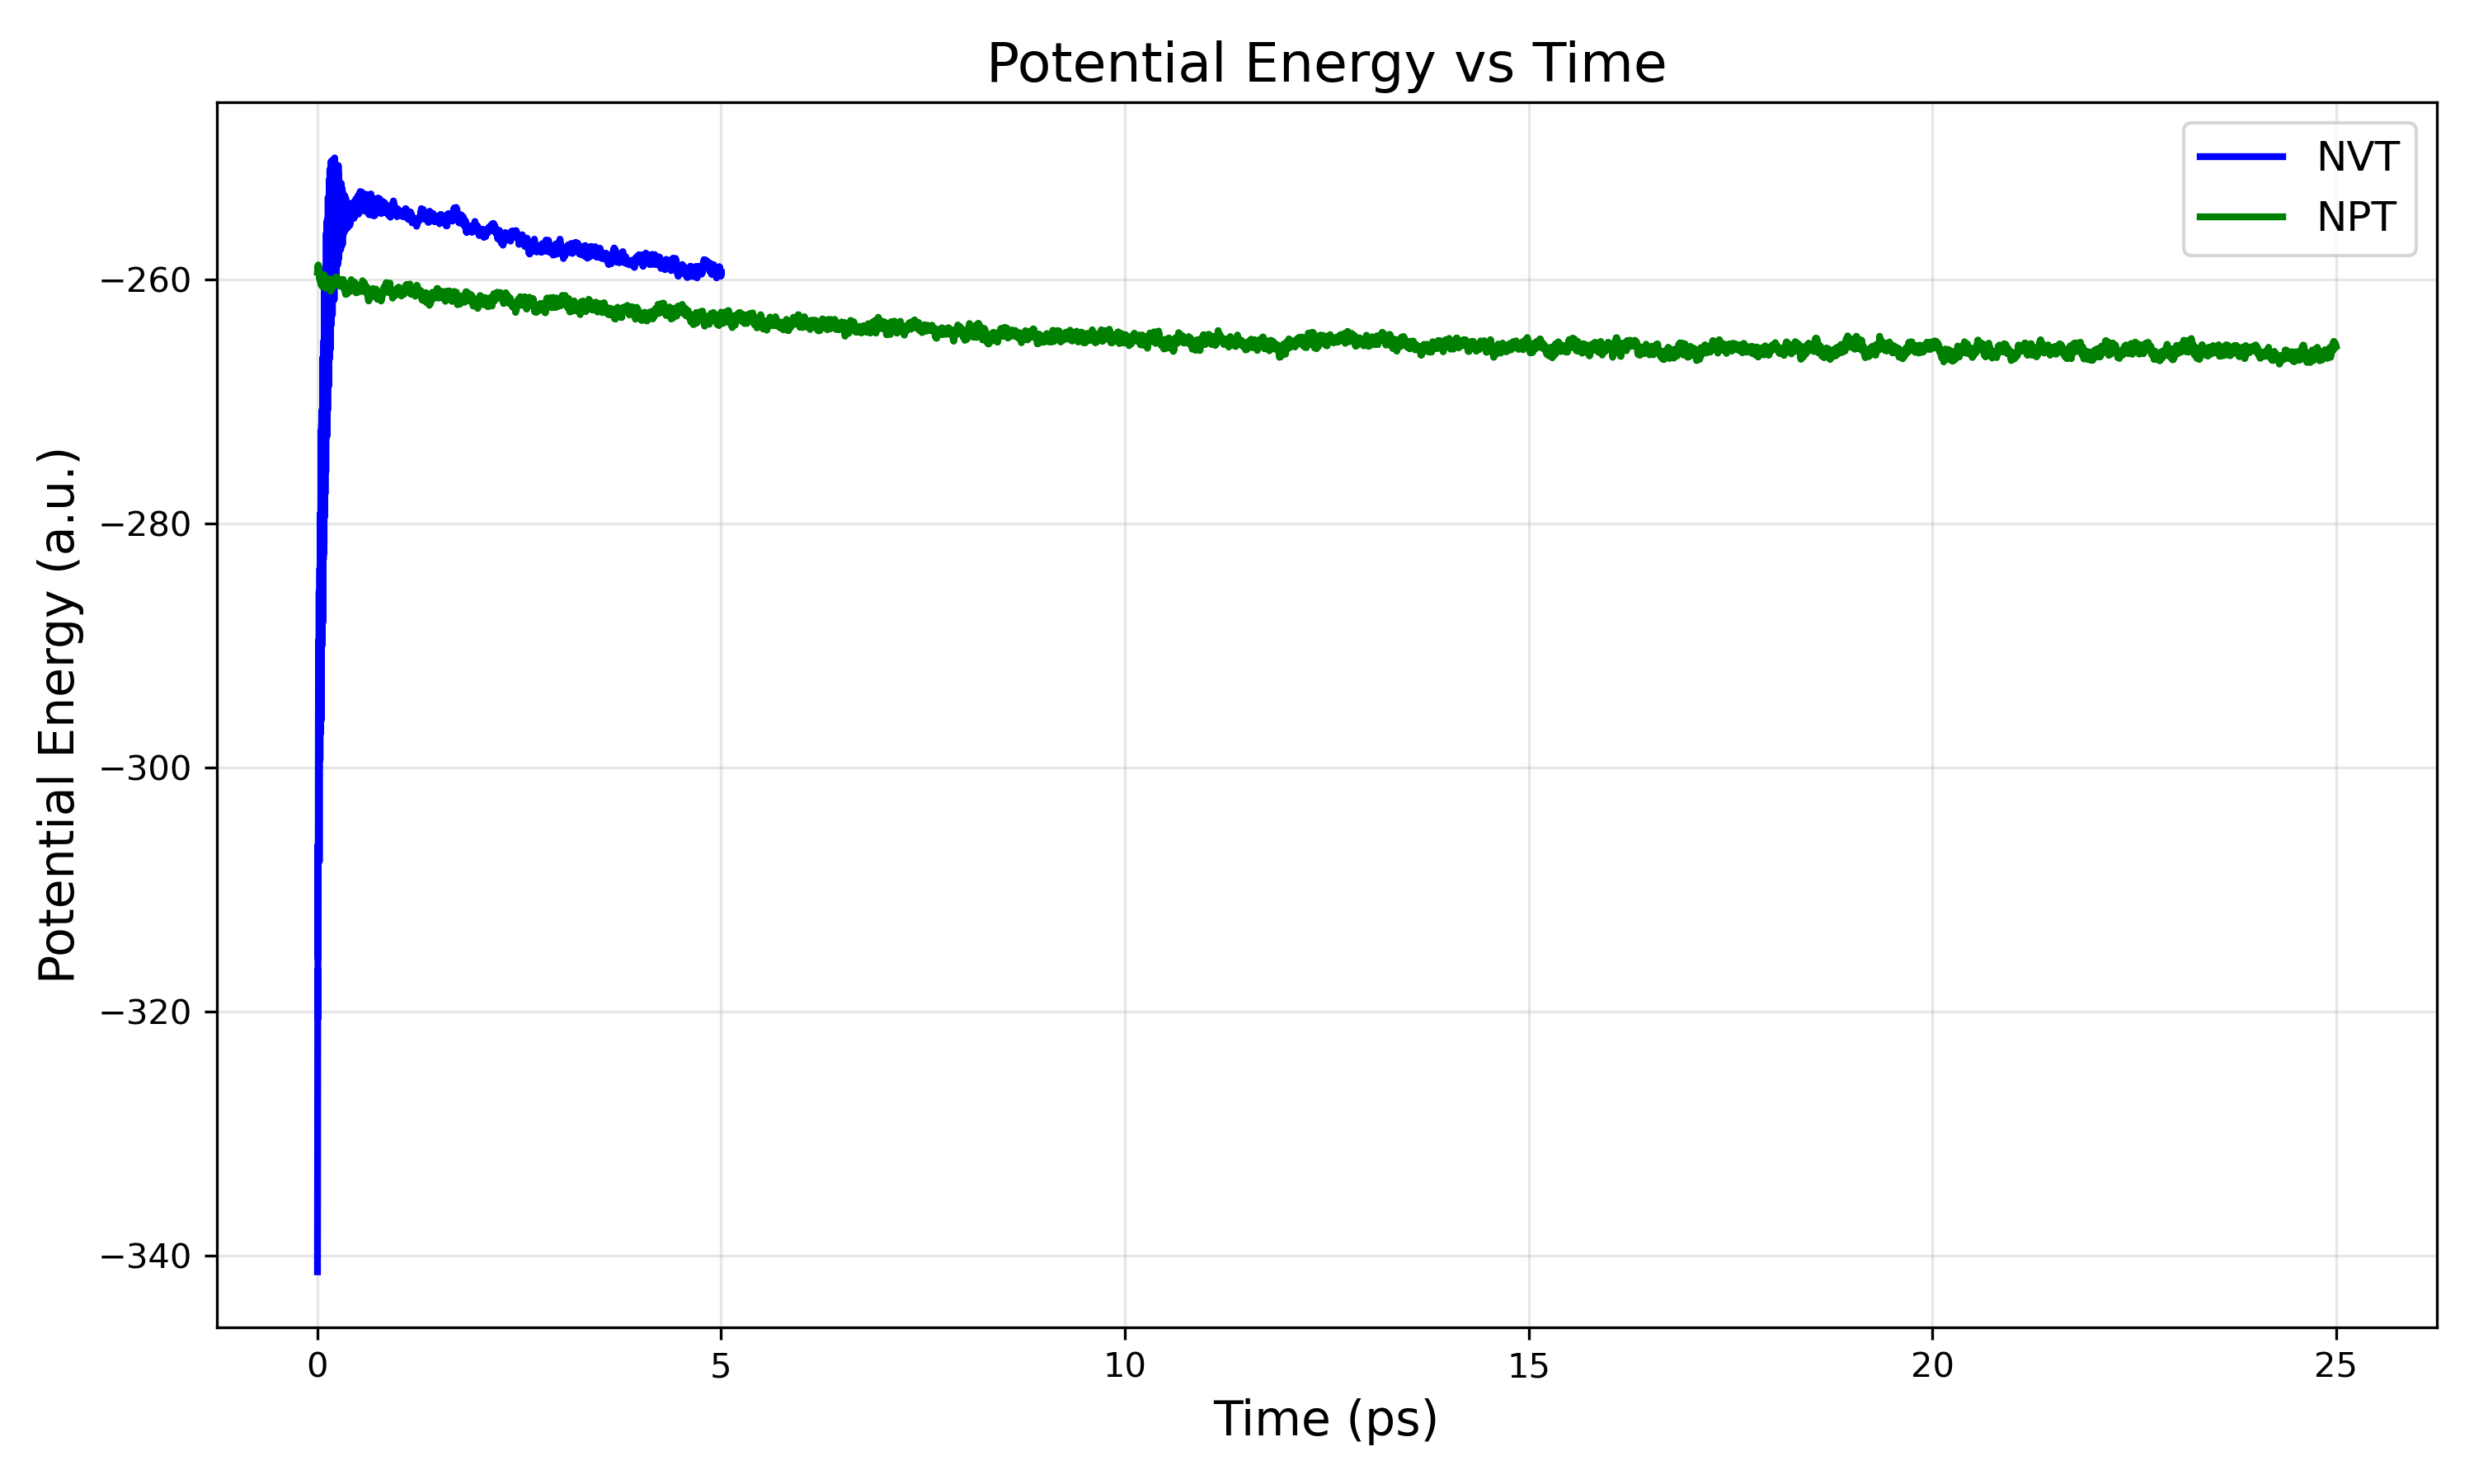 Potential Energy vs Time
NVT
NPT
Potential Energy (a.u.)
−260
−280
−300
−320
−340
0 5 10 15 20 25
Time (ps)